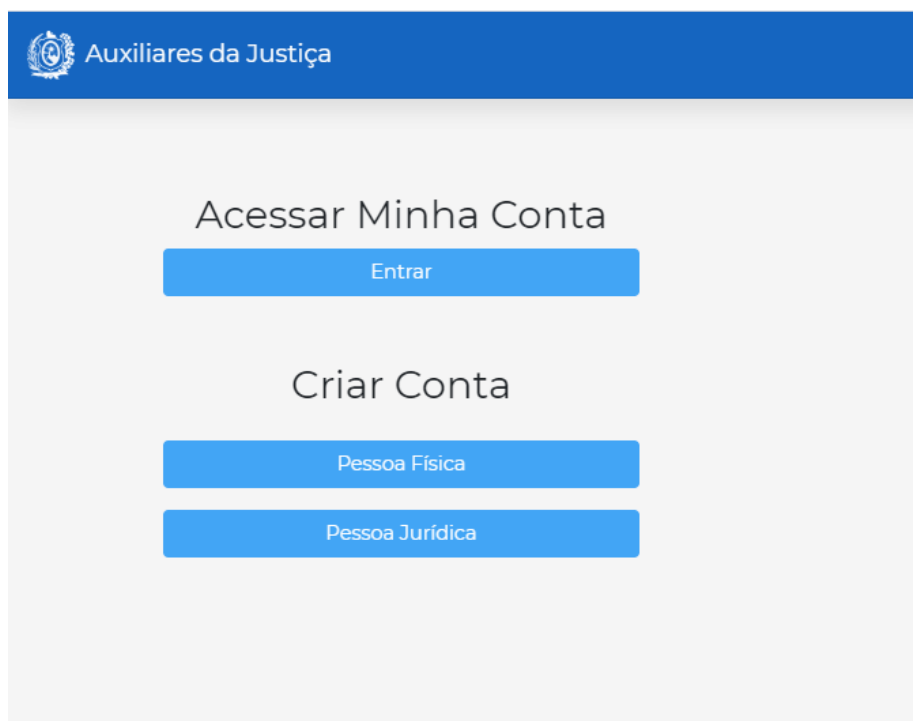 Auxiliares da Justiça
Acessar Minha Conta
Entrar
Criar Conta
Pessoa Física
Pessoa Jurídica